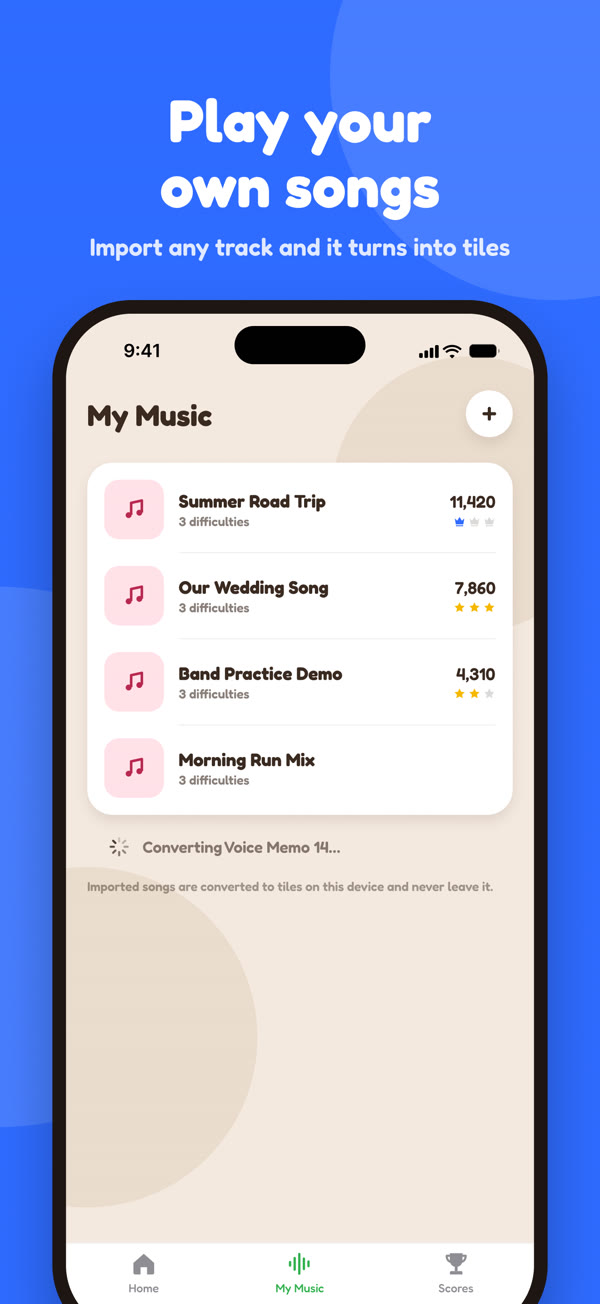 Play your
own songs
Import any track and it turns into tiles
9:41
My Music
Summer Road Trip
11,420
3 difficulties
Our Wedding Song
7,860
3 difficulties
Band Practice Demo
4,310
3 difficulties
Morning Run Mix
3 difficulties
Converting Voice Memo 14...
Imported songs are converted to tiles on this device and never leave it.
Home
My Music
Scores